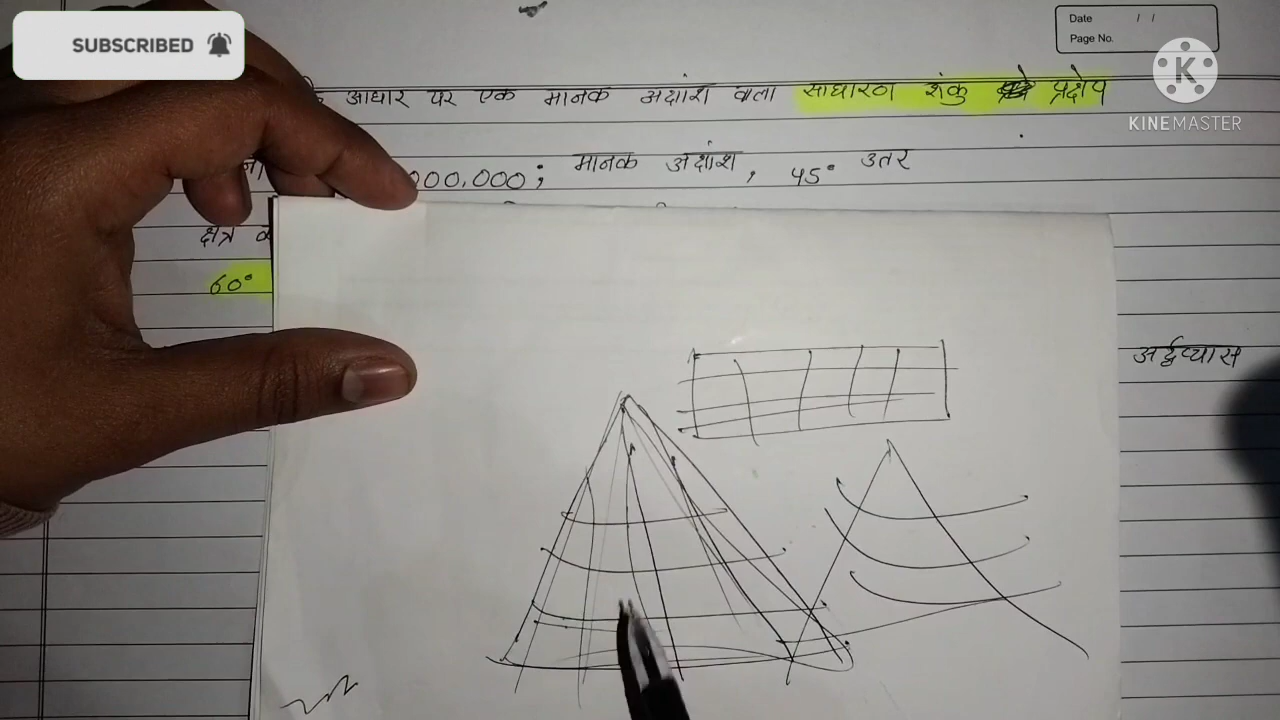 SUBSCRIBED
Date / /
Page No.
K
KINEMASTER
आधार पर एक मानक अक्षांश वाला साधारण शंकु प्रक्षेप
000,000; मानक अक्षांश, 45° उतर
क्षेत्र
60°
अर्द्वव्यास